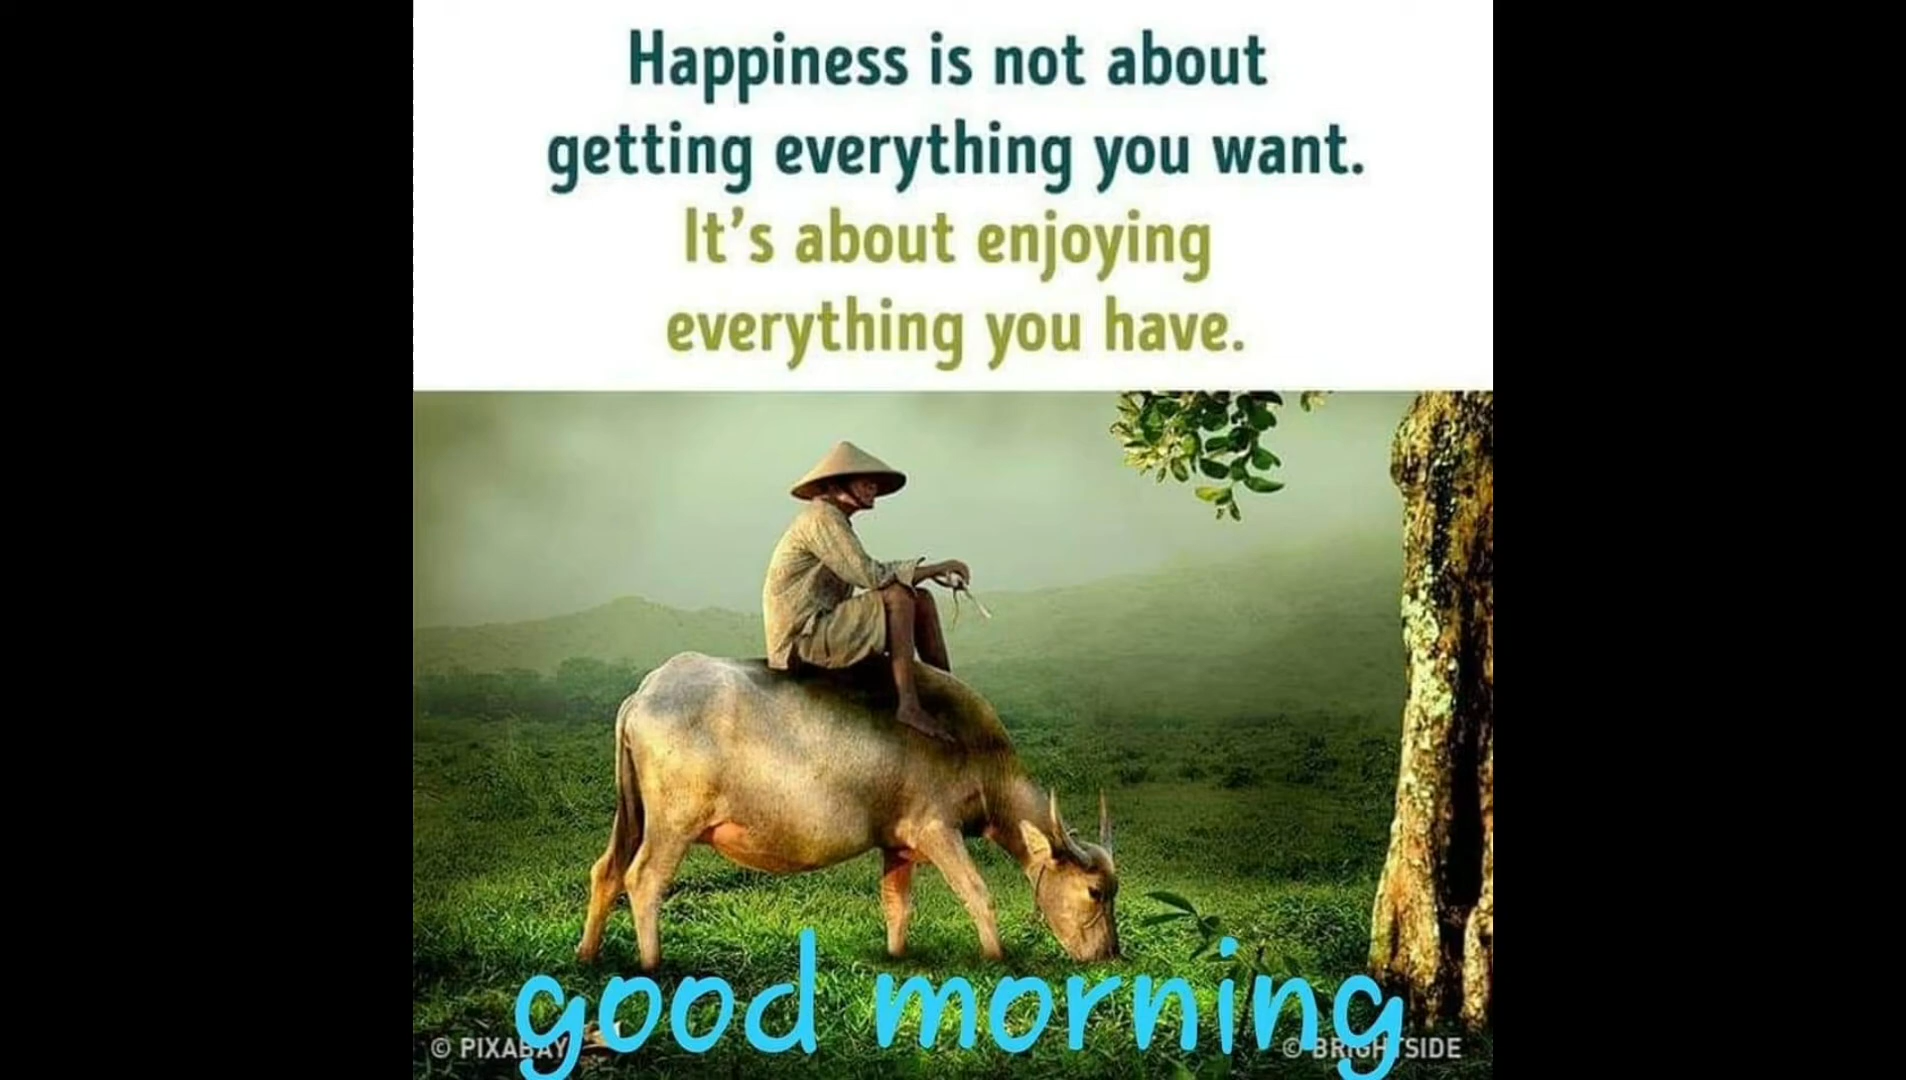 Happiness is not about
getting everything you want.
It's about enjoying
everything you have.
good morning
© PIXABAY
© BRIGHTSIDE